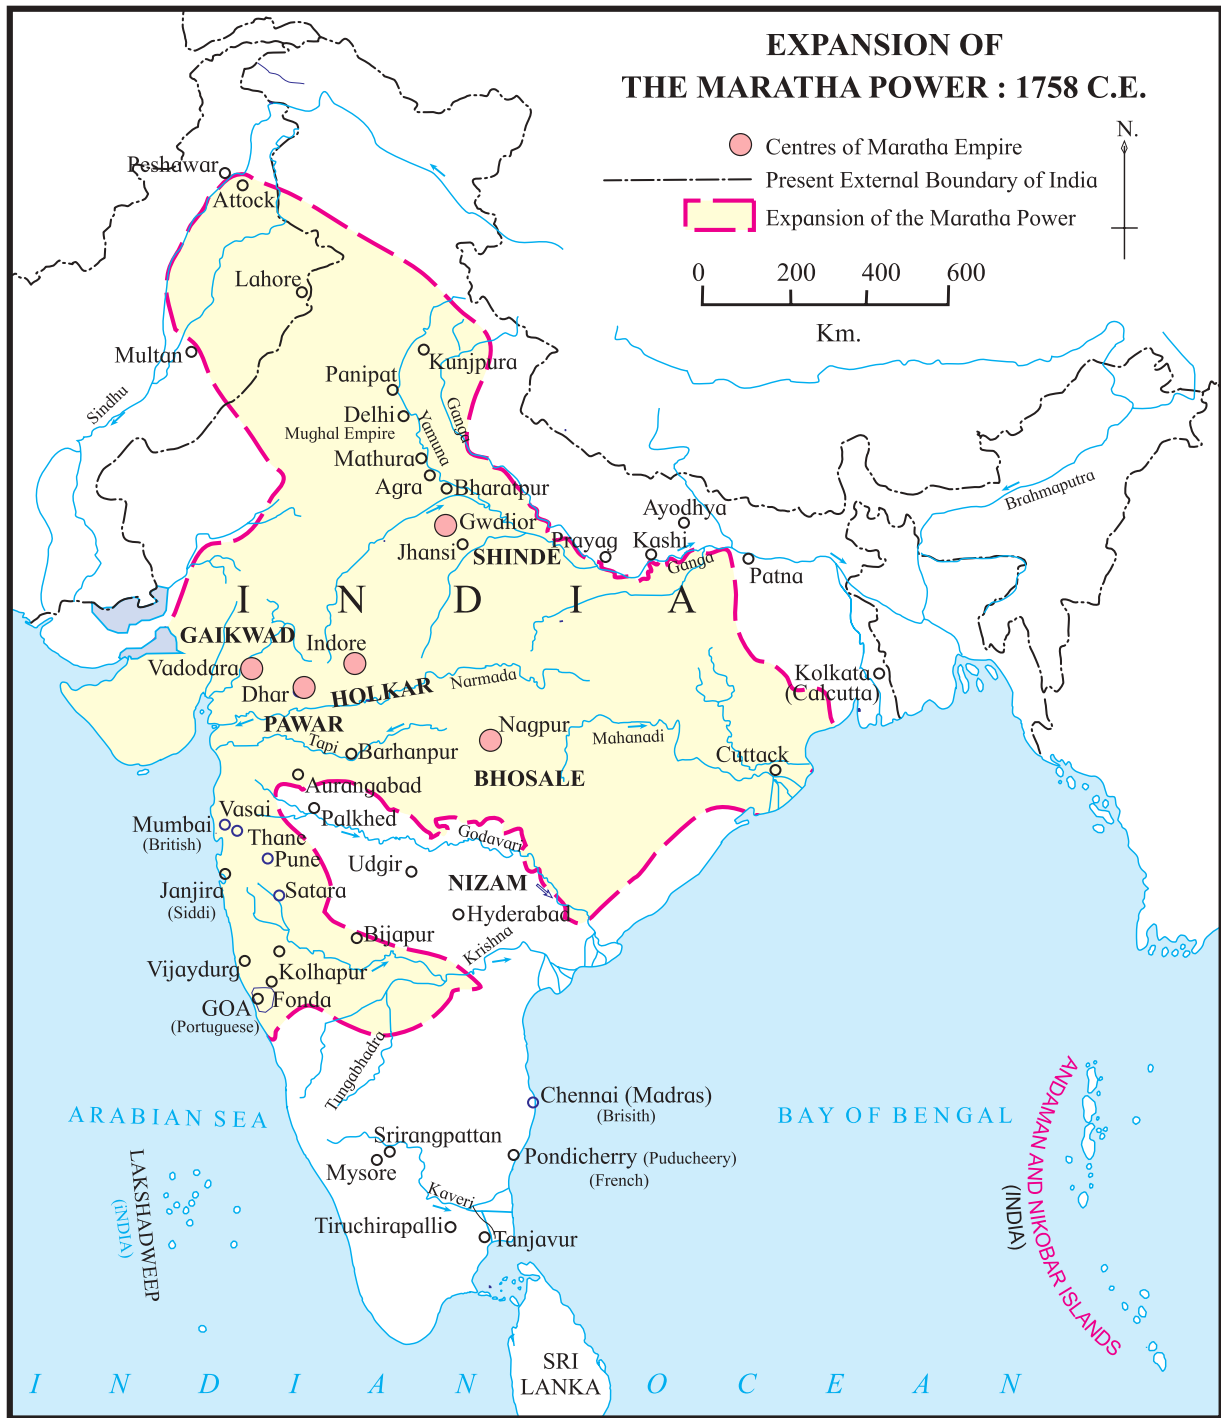 EXPANSION OF
THE MARATHA POWER : 1758 C.E.
N.
Centres of Maratha Empire
Present External Boundary of India
Expansion of the Maratha Power
0 200 400 600
Km.
Peshawar
Attock
Lahore
Multan
Sindhu
Kunjpura
Panipat
Delhi
Mughal Empire
Yamuna
Ganga
Mathura
Agra
Bharatpur
Gwalior
Jhansi
SHINDE
Ayodhya
Prayag
Kashi
Ganga
Patna
Brahmaputra
I N D I A
GAIKWAD
Indore
Vadodara
Dhar
HOLKAR
Narmada
PAWAR
Kolkata
(Calcutta)
Nagpur
Tapi
Barhanpur
Mahanadi
BHOSALE
Cuttack
Aurangabad
Vasai
Palkhed
Mumbai
(British)
Thane
Godavari
Pune
Udgir
Janjira
(Siddi)
Satara
NIZAM
Hyderabad
Bijapur
Krishna
Vijaydurg
Kolhapur
Fonda
GOA
(Portuguese)
Tungabhadra
Chennai (Madras)
(Brisith)
ARABIAN SEA
BAY OF BENGAL
Srirangpattan
Mysore
Pondicherry (Puducheery)
(French)
Kaveri
Tiruchirapalli
Tanjavur
LAKSHADWEEP
(iNDIA)
ANDAMAN AND NIKOBAR ISLANDS
(INDIA)
SRI
LANKA
I N D I A N O C E A N